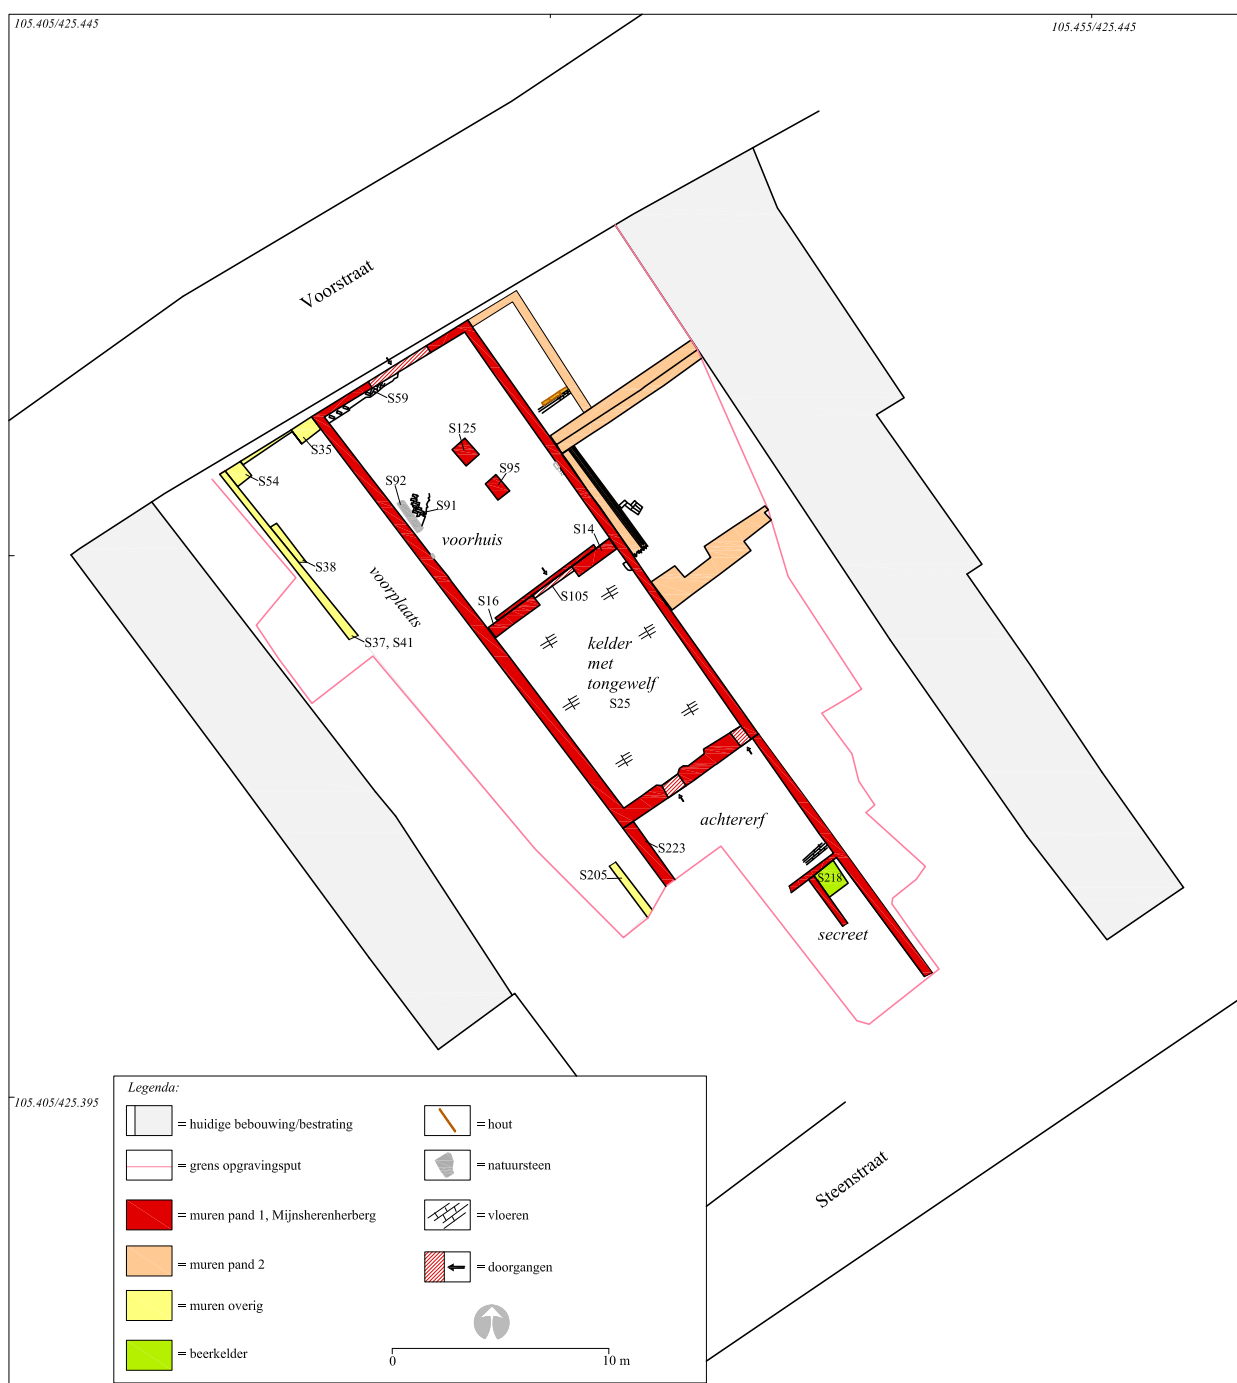 105.405/425.445
105.455/425.445
Voorstraat
S59
S35
S125
S54
S95
S92
S91
voorhuis
S14
S38
voorplaats
S105
S16
S37, S41
kelder
met
tongewelf
S25
achtererf
S223
S205
S218
secreet
105.405/425.395
Steenstraat
Legenda:
= huidige bebouwing/bestrating
= grens opgravingsput
= muren pand 1, Mijnsherenherberg
= muren pand 2
= muren overig
= beerkelder
= hout
= natuursteen
= vloeren
= doorgangen
0 10 m